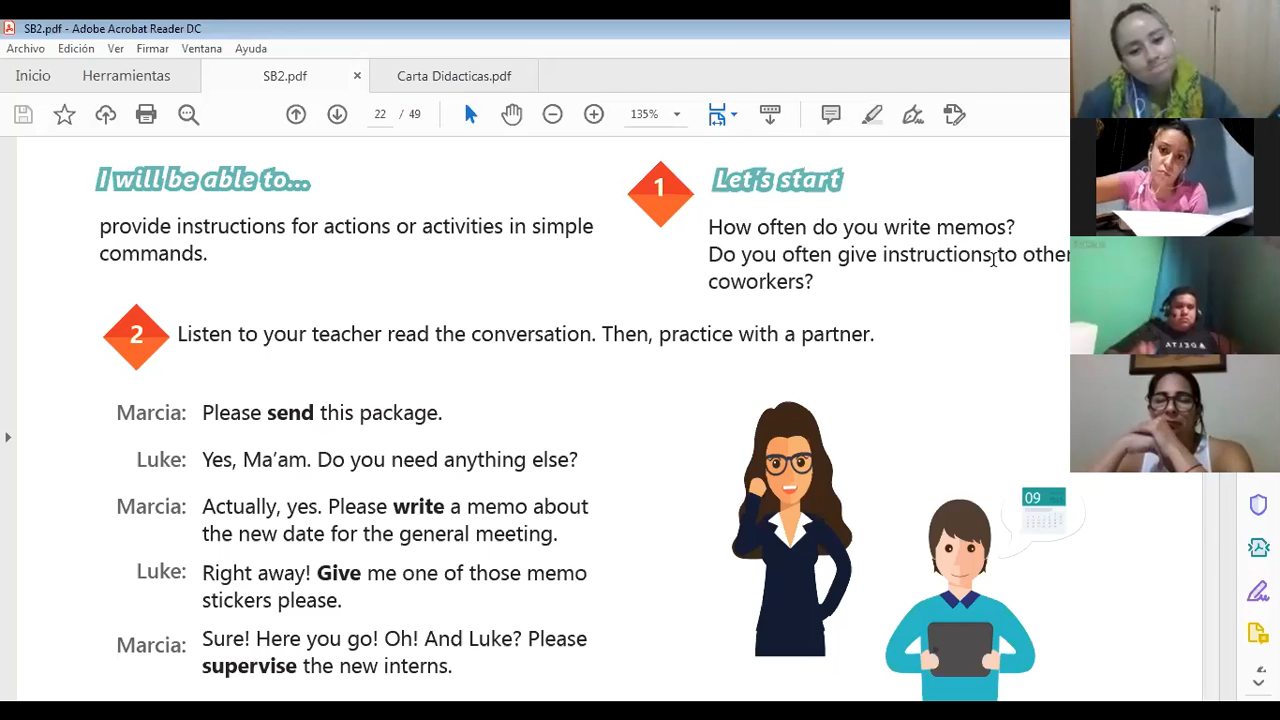 SB2.pdf - Adobe Acrobat Reader DC
Archivo Edición Ver Firmar Ventana Ayuda
Inicio Herramientas SB2.pdf × Carta Didacticas.pdf
22 / 49 135%
I will be able to...
provide instructions for actions or activities in simple
commands.
1 Let's start
How often do you write memos?
Do you often give instructions to other
coworkers?
2 Listen to your teacher read the conversation. Then, practice with a partner.
Marcia: Please send this package.
Luke: Yes, Ma'am. Do you need anything else?
Marcia: Actually, yes. Please write a memo about
the new date for the general meeting.
Luke: Right away! Give me one of those memo
stickers please.
Marcia: Sure! Here you go! Oh! And Luke? Please
supervise the new interns.
09